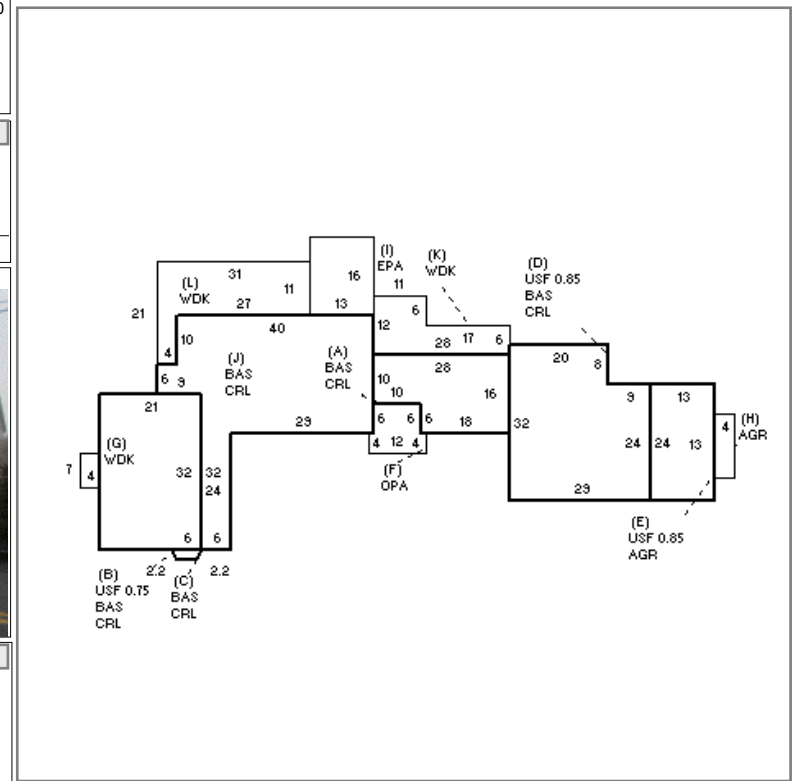 (I)
EPA
(K)
WDK
(D)
USF 0.85
BAS
CRL
31
16
11
(L)
WDK
11
27
13
6
21
12
40
28
17
6
10
4
(J)
BAS
CRL
(A)
BAS
CRL
28
20
8
6
9
10
10
16
9
13
21
29
6
6
6
18
32
4
(H)
AGR
(G)
WDK
4
12
4
24
24
13
7
4
32
32
24
(F)
OPA
29
6
6
(E)
USF 0.85
AGR
2.2
(C)
BAS
CRL
2.2
(B)
USF 0.75
BAS
CRL